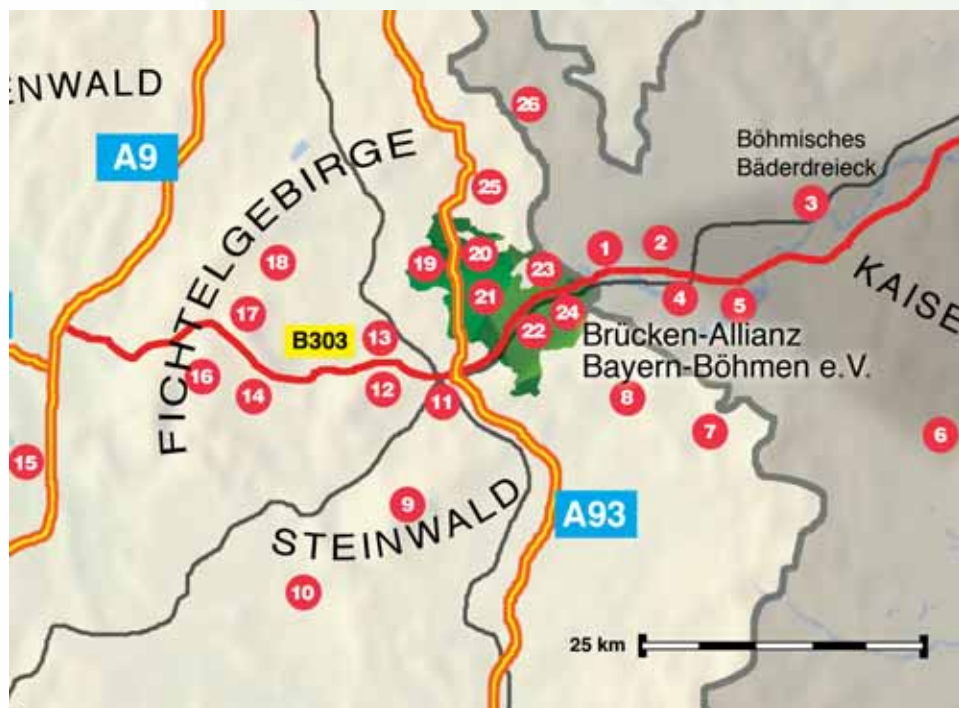 ENWALD
A9
FICHTELGEBIRGE
26
Böhmisches
Bäderdreieck
25
3
18
19
20
23
1
2
17
21
4
5
KAISE
B303
13
22
24
Brücken-Allianz
Bayern-Böhmen e.V.
16
14
12
11
8
7
6
15
9
A93
STEINWALD
10
25 km